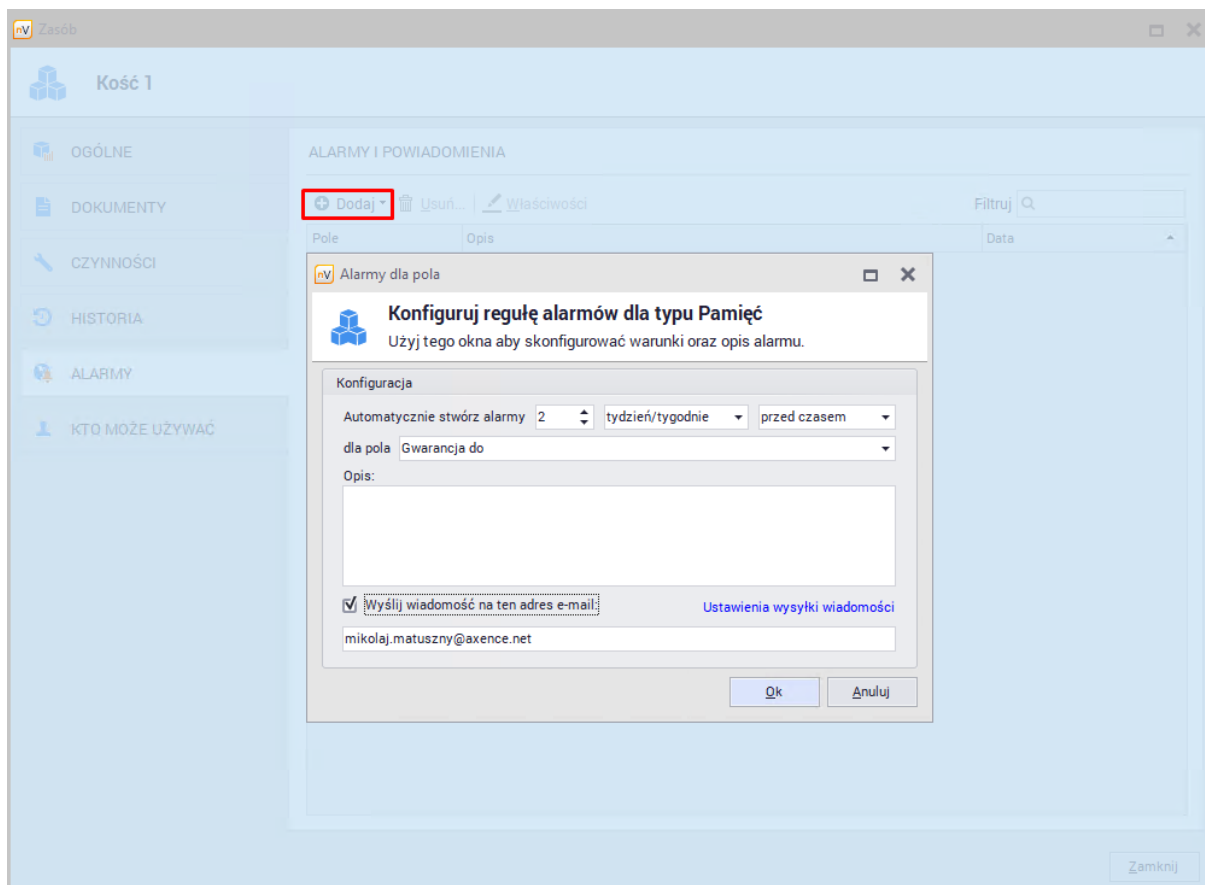 nV Zasób
Kość 1
OGÓLNE
DOKUMENTY
CZYNNOŚCI
HISTORIA
ALARMY
KTO MOŻE UŻYWAĆ
ALARMY I POWIADOMIENIA
Dodaj Usuń... Właściwości Filtruj
Pole Opis Data
nV Alarmy dla pola
Konfiguruj regułę alarmów dla typu Pamięć
Użyj tego okna aby skonfigurować warunki oraz opis alarmu.
Konfiguracja
Automatycznie stwórz alarmy 2 tydzień/tygodnie przed czasem
dla pola Gwarancja do
Opis:
Wyślij wiadomość na ten adres e-mail: Ustawienia wysyłki wiadomości
mikolaj.matuszny@axence.net
Ok Anuluj
Zamknij